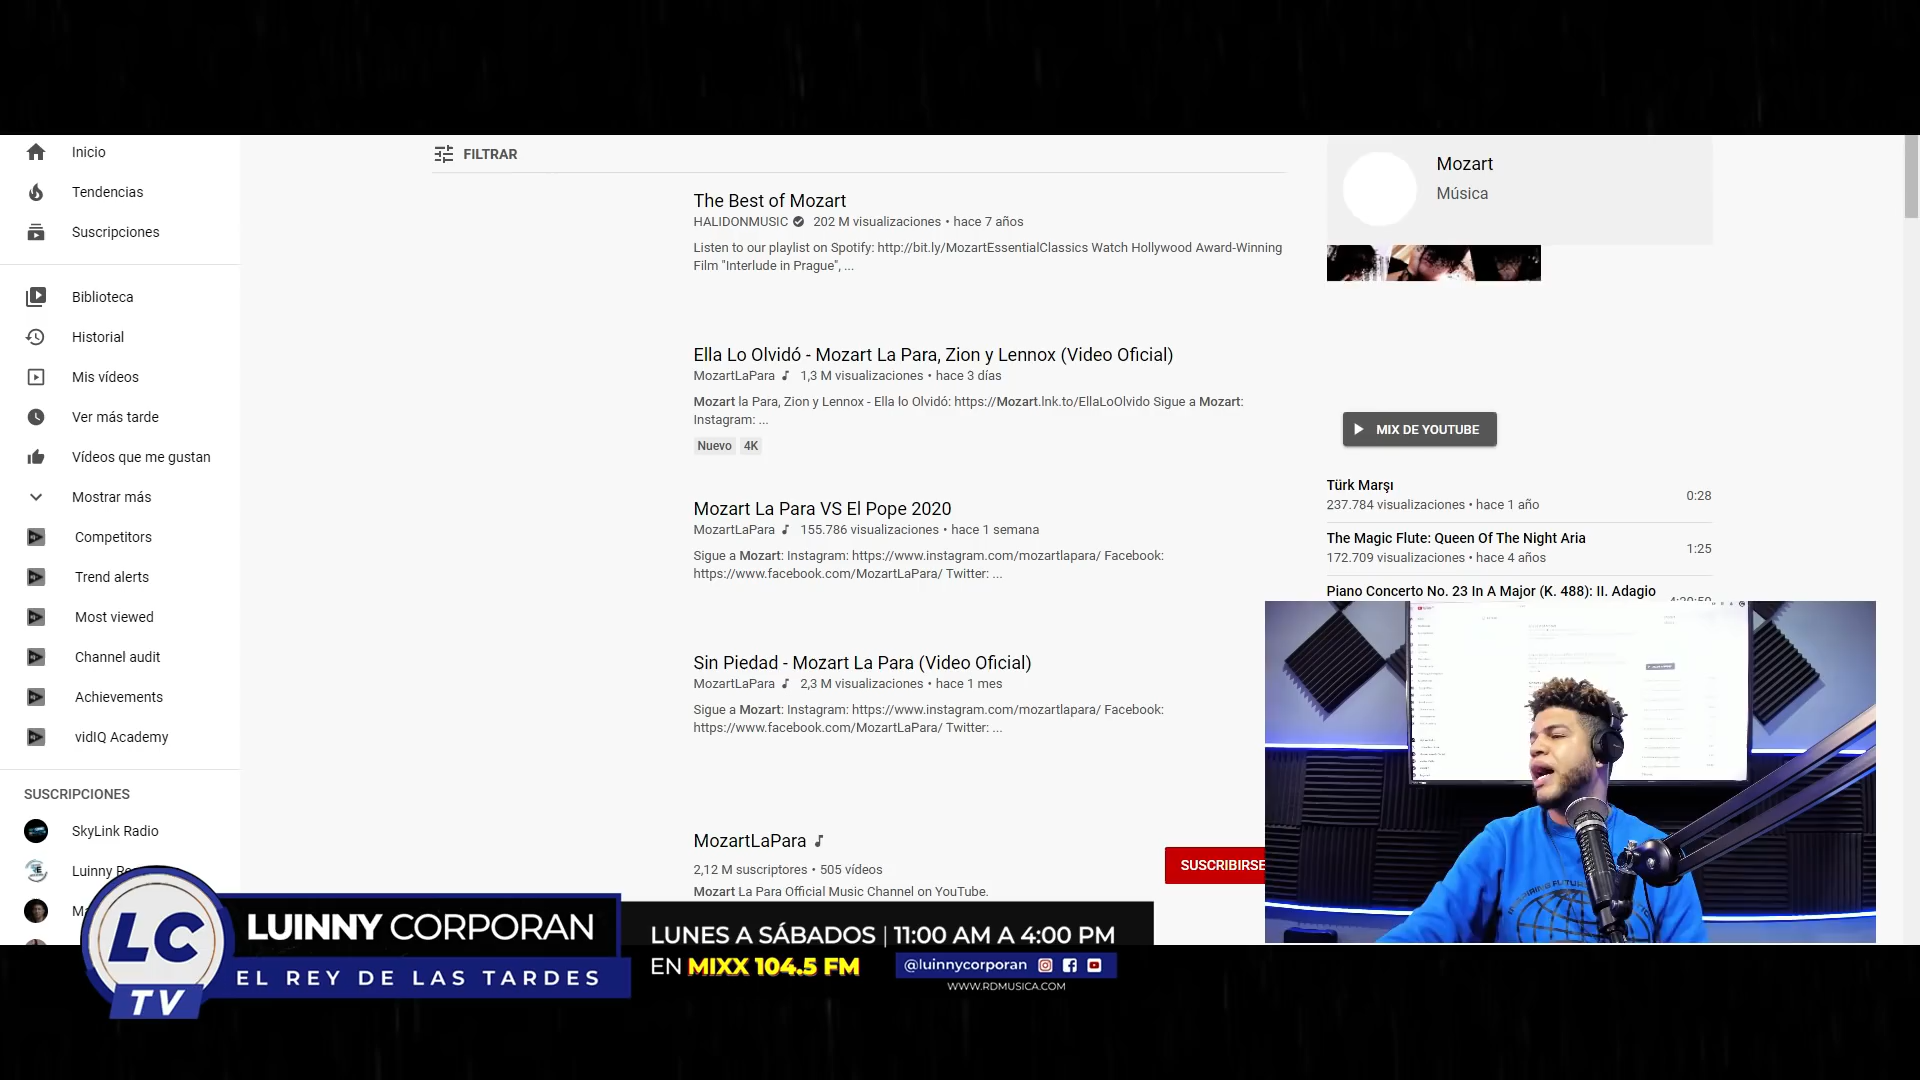 Inicio
Tendencias
Suscripciones
Biblioteca
Historial
Mis vídeos
Ver más tarde
Vídeos que me gustan
Mostrar más
Competitors
Trend alerts
Most viewed
Channel audit
Achievements
vidIQ Academy
SUSCRIPCIONES
SkyLink Radio
Luinny
FILTRAR
The Best of Mozart
HALIDONMUSIC 202 M visualizaciones • hace 7 años
Listen to our playlist on Spotify: http://bit.ly/MozartEssentialClassics Watch Hollywood Award-Winning
Film "Interlude in Prague", ...
Ella Lo Olvidó - Mozart La Para, Zion y Lennox (Video Oficial)
MozartLaPara 1,3 M visualizaciones • hace 3 días
Mozart la Para, Zion y Lennox - Ella lo Olvidó: https://Mozart.lnk.to/EllaLoOlvido Sigue a Mozart:
Instagram: ...
Nuevo 4K
Mozart La Para VS El Pope 2020
MozartLaPara 155.786 visualizaciones • hace 1 semana
Sigue a Mozart: Instagram: https://www.instagram.com/mozartlapara/ Facebook:
https://www.facebook.com/MozartLaPara/ Twitter: ...
Sin Piedad - Mozart La Para (Video Oficial)
MozartLaPara 2,3 M visualizaciones • hace 1 mes
Sigue a Mozart: Instagram: https://www.instagram.com/mozartlapara/ Facebook:
https://www.facebook.com/MozartLaPara/ Twitter: ...
MozartLaPara
2,12 M suscriptores • 505 vídeos
Mozart La Para Official Music Channel on YouTube.
SUSCRIBIRSE
Mozart
Música
MIX DE YOUTUBE
Türk Marşı
237.784 visualizaciones • hace 1 año
0:28
The Magic Flute: Queen Of The Night Aria
172.709 visualizaciones • hace 4 años
1:25
Piano Concerto No. 23 In A Major (K. 488): II. Adagio
LC
TV
LUINNY CORPORAN
EL REY DE LAS TARDES
LUNES A SÁBADOS | 11:00 AM A 4:00 PM
EN MIXX 104.5 FM
@luinnycorporan
WWW.RDMUSICA.COM